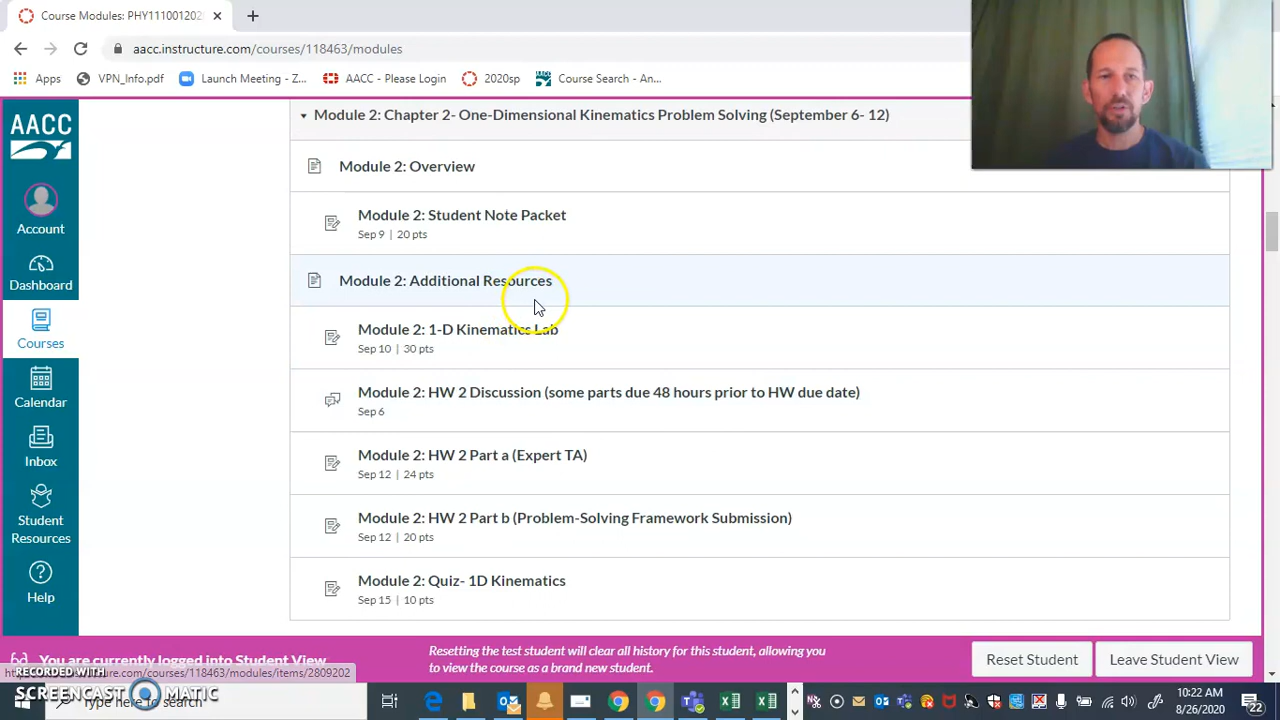 Course Modules: PHY111001202
aacc.instructure.com/courses/118463/modules
Apps VPN_Info.pdf Launch Meeting - Z... AACC - Please Login 2020sp Course Search - An...
AACC
Account
Dashboard
Courses
Calendar
Inbox
Student
Resources
Help
Module 2: Chapter 2- One-Dimensional Kinematics Problem Solving (September 6- 12)
Module 2: Overview
Module 2: Student Note Packet
Sep 9 | 20 pts
Module 2: Additional Resources
Module 2: 1-D Kinematics Lab
Sep 10 | 30 pts
Module 2: HW 2 Discussion (some parts due 48 hours prior to HW due date)
Sep 6
Module 2: HW 2 Part a (Expert TA)
Sep 12 | 24 pts
Module 2: HW 2 Part b (Problem-Solving Framework Submission)
Sep 12 | 20 pts
Module 2: Quiz- 1D Kinematics
Sep 15 | 10 pts
You are currently logged into Student View
Resetting the test student will clear all history for this student, allowing you
to view the course as a brand new student.
Reset Student
Leave Student View
/courses/118463/modules/items/2809202
RECORDED WITH
SCREENCAST MATIC
Type here to search
10:22 AM
8/26/2020
22